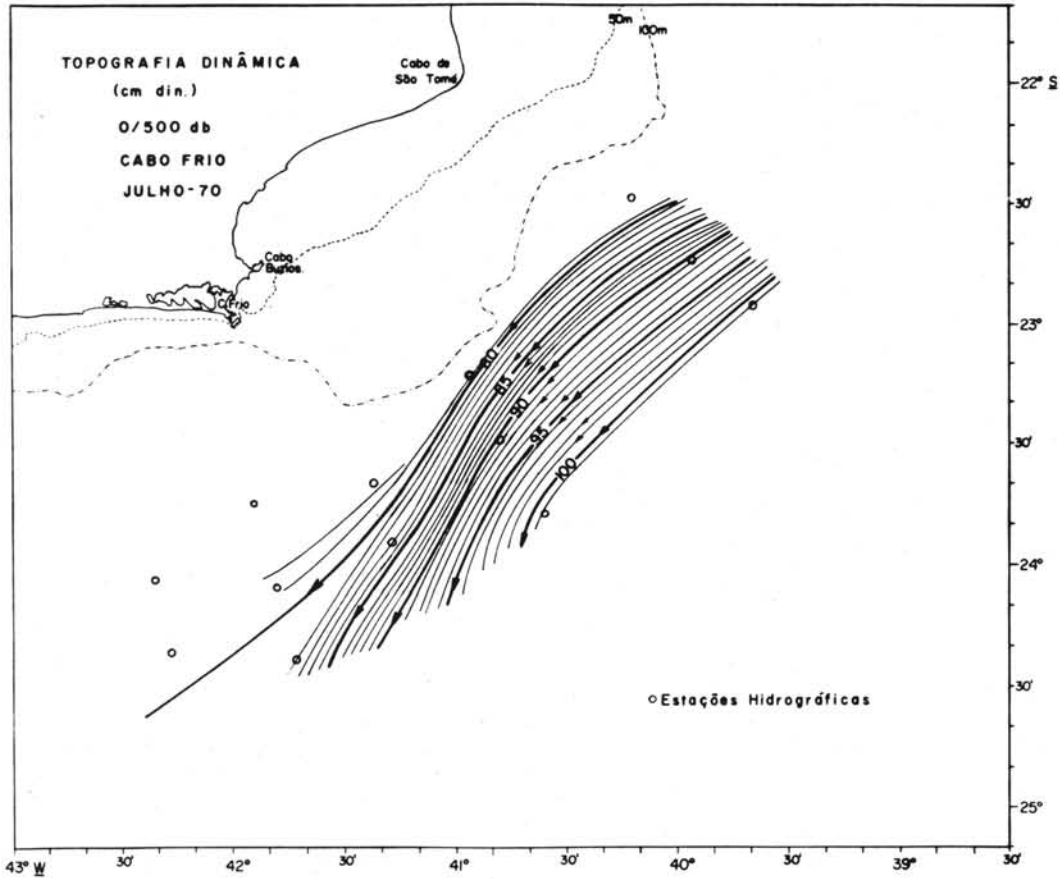 TOPOGRAFIA DINÂMICA
(cm din.)
0/500 db
CABO FRIO
JULHO-70
Cabo de
São Tomé
50m
100m
22° S
30'
Cabo
Buzios
C. Frio
23°
80
85
90
95
100
30'
24°
30'
Estações Hidrográficas
25°
43° W
30'
42°
30'
41°
30'
40°
30'
39°
30'